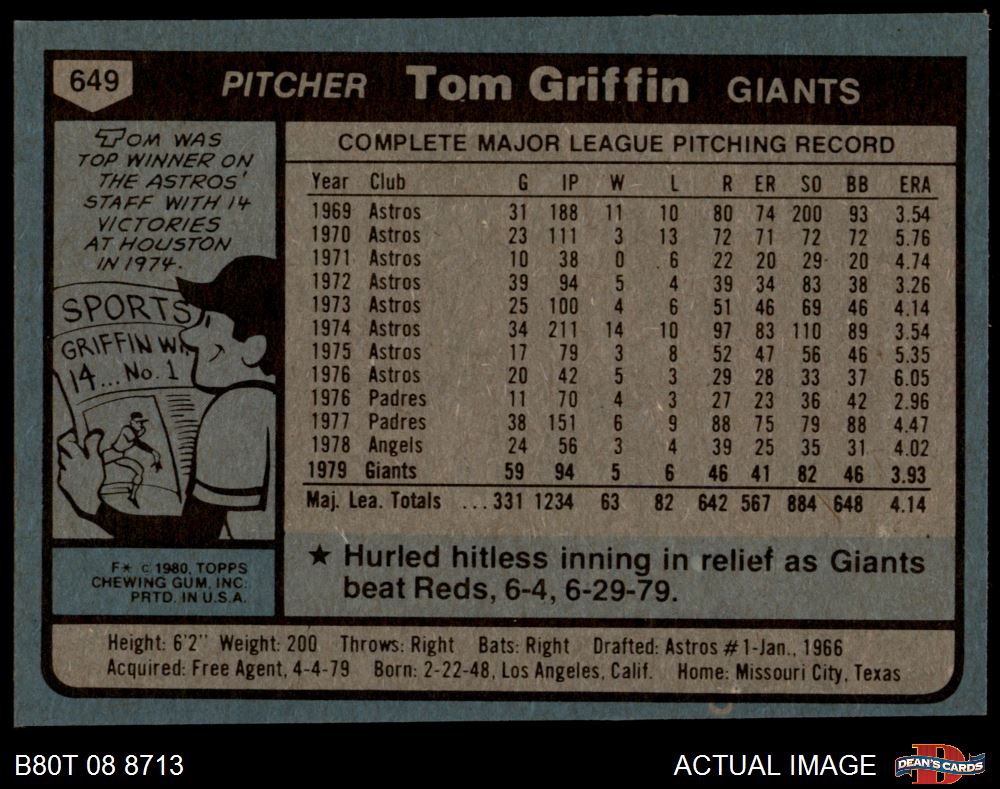 649 PITCHER Tom Griffin GIANTS
TOM WAS
TOP WINNER ON
THE ASTROS'
STAFF WITH 14
VICTORIES
AT HOUSTON
IN 1974.
SPORTS
GRIFFIN WI
14...No. 1
F* © 1980, TOPPS
CHEWING GUM, INC.
PRTD. IN U.S.A.
COMPLETE MAJOR LEAGUE PITCHING RECORD
Year Club G IP W L R ER SO BB ERA
1969 Astros 31 188 11 10 80 74 200 93 3.54
1970 Astros 23 111 3 13 72 71 72 72 5.76
1971 Astros 10 38 0 6 22 20 29 20 4.74
1972 Astros 39 94 5 4 39 34 83 38 3.26
1973 Astros 25 100 4 6 51 46 69 46 4.14
1974 Astros 34 211 14 10 97 83 110 89 3.54
1975 Astros 17 79 3 8 52 47 56 46 5.35
1976 Astros 20 42 5 3 29 28 33 37 6.05
1976 Padres 11 70 4 3 27 23 36 42 2.96
1977 Padres 38 151 6 9 88 75 79 88 4.47
1978 Angels 24 56 3 4 39 25 35 31 4.02
1979 Giants 59 94 5 6 46 41 82 46 3.93
Maj. Lea. Totals ...331 1234 63 82 642 567 884 648 4.14
★ Hurled hitless inning in relief as Giants
beat Reds, 6-4, 6-29-79.
Height: 6'2" Weight: 200 Throws: Right Bats: Right Drafted: Astros #1-Jan., 1966
Acquired: Free Agent, 4-4-79 Born: 2-22-48, Los Angeles, Calif. Home: Missouri City, Texas
B80T 08 8713 ACTUAL IMAGE DEAN'S CARDS